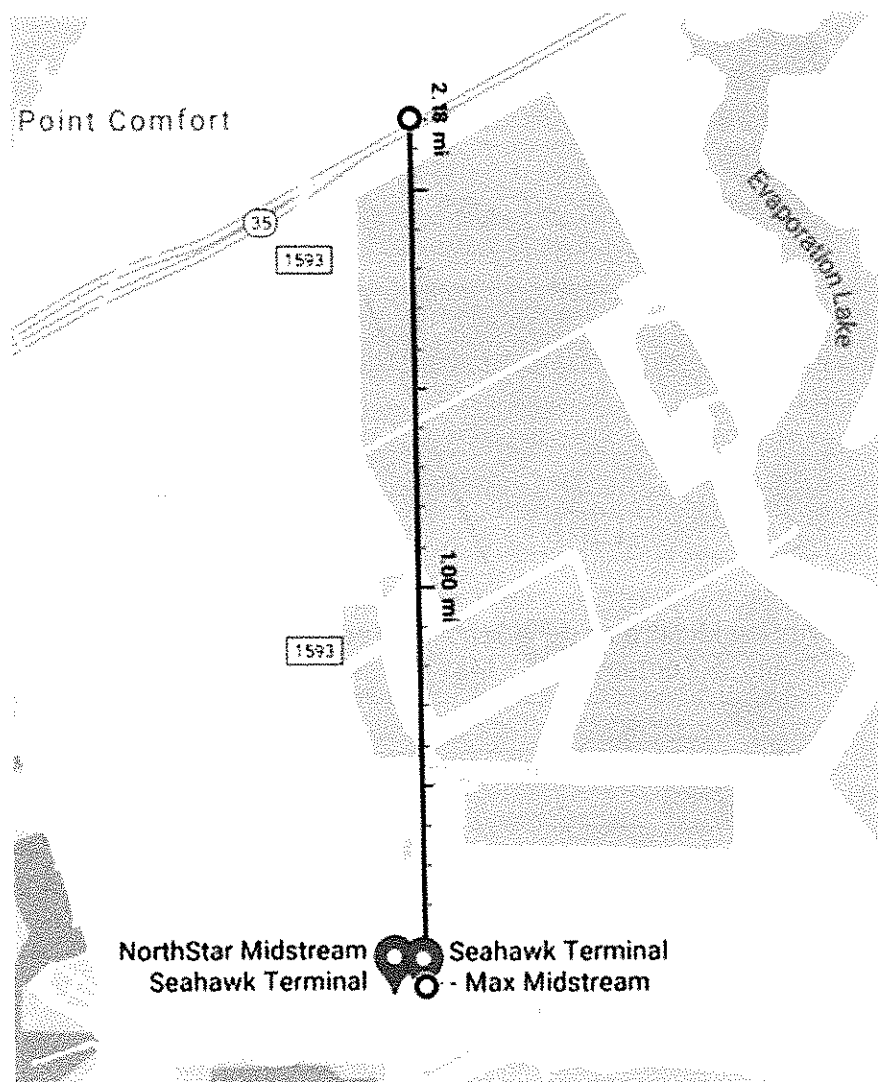 2.18 mi
Point Comfort
35
1593
Evaporation Lake
1.00 mi
1593
NorthStar Midstream
Seahawk Terminal
Seahawk Terminal
- Max Midstream